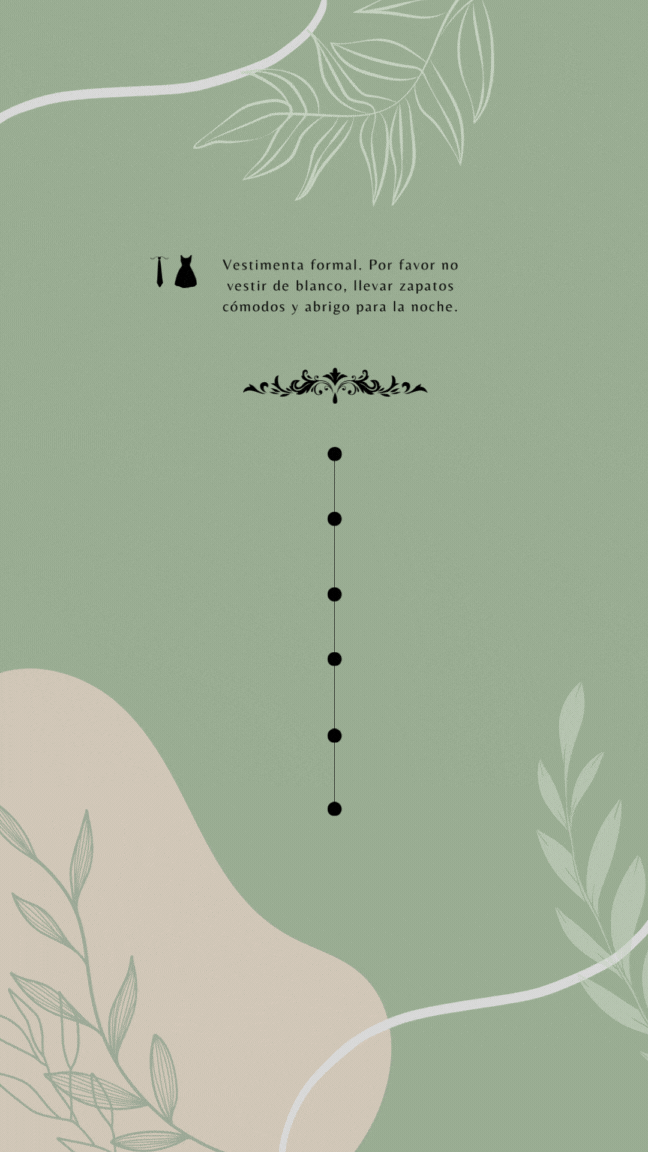 Vestimenta formal. Por favor no
vestir de blanco, llevar zapatos
cómodos y abrigo para la noche.